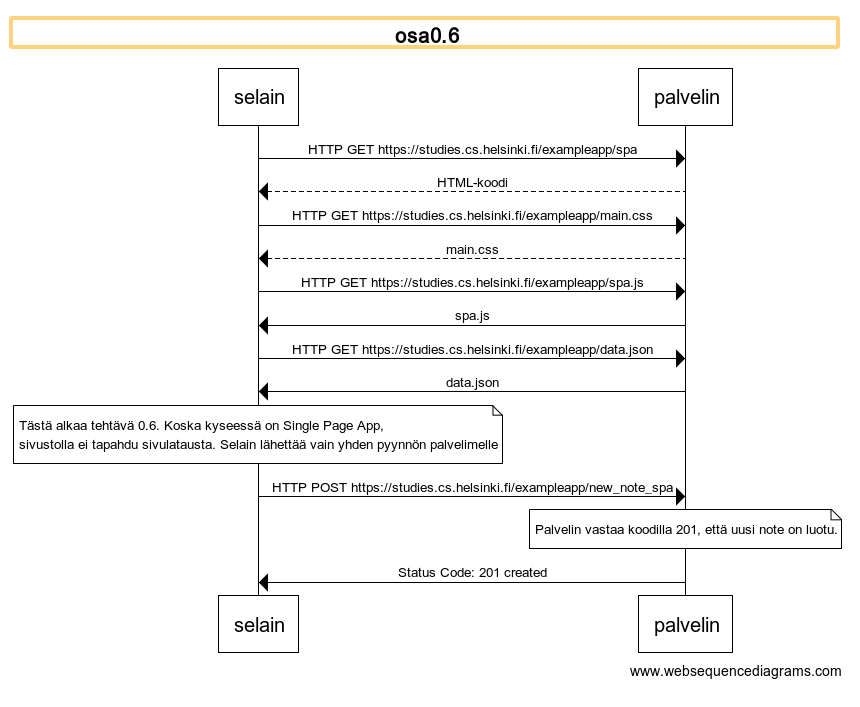 osa0.6
selain
palvelin
HTTP GET https://studies.cs.helsinki.fi/exampleapp/spa
HTML-koodi
HTTP GET https://studies.cs.helsinki.fi/exampleapp/main.css
main.css
HTTP GET https://studies.cs.helsinki.fi/exampleapp/spa.js
spa.js
HTTP GET https://studies.cs.helsinki.fi/exampleapp/data.json
data.json
Tästä alkaa tehtävä 0.6. Koska kyseessä on Single Page App,
sivustolla ei tapahdu sivulatausta. Selain lähettää vain yhden pyynnön palvelimelle
HTTP POST https://studies.cs.helsinki.fi/exampleapp/new_note_spa
Palvelin vastaa koodilla 201, että uusi note on luotu.
Status Code: 201 created
selain
palvelin
www.websequencediagrams.com